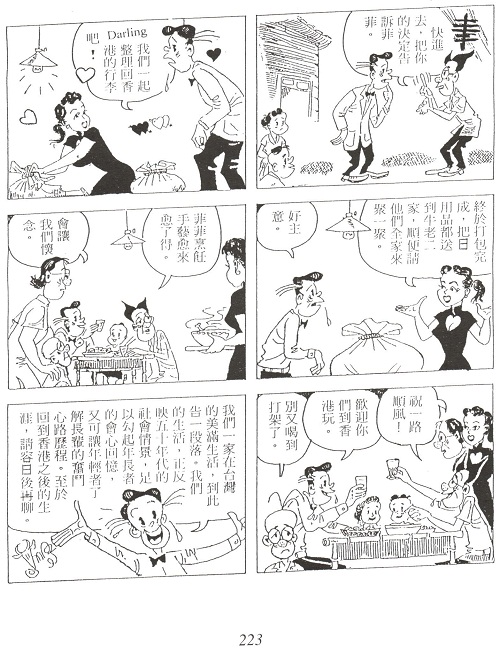 快進
去,把你
的決定告
訴菲
菲。
Darling
我們一起
整理回香
港的行李
吧!
終於打包完
成,把日
用品都送
到牛老二
家,順便請
他們全家來
聚一聚。
好主
意。
菲菲烹飪
手藝愈來
愈了得。
會讓
我們懷
念。
祝一路
順風!
歡迎你
們到香
港玩。
別又喝到
打架了。
我們一家在台灣
的美滿生活,到此
告一段落。我們
的生活,正反
映五十年代的
社會情景,足
以勾起年長者
的會心回憶,
又可讓年輕者了
解長輩的奮鬥
心路歷程。至於
回到香港之後的生
涯,請容日後再聊。
223